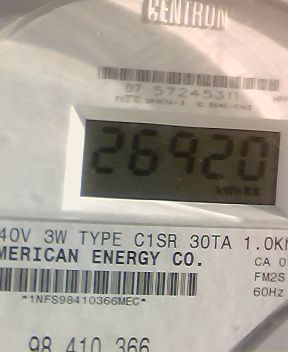 CENTRON
07 57245311
26920
kWh
40V 3W TYPE C1SR 30TA 1.0K
MERICAN ENERGY CO.
CA 0
FM2S
60Hz
*1NFS98410366MEC*
98 410 366